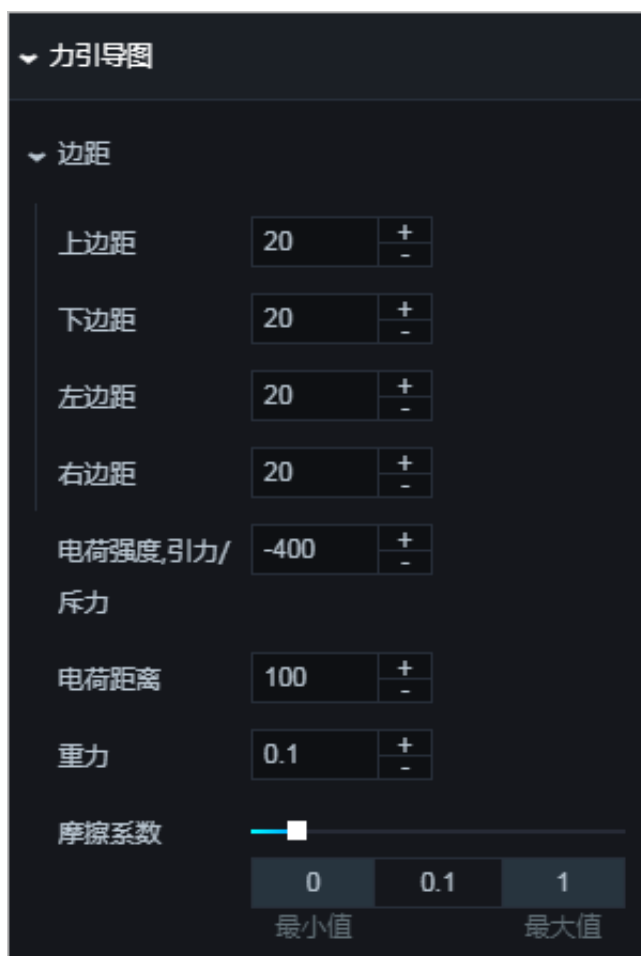 力引导图
边距
上边距 20 + -
下边距 20 + -
左边距 20 + -
右边距 20 + -
电荷强度,引力/ -400 + -
斥力
电荷距离 100 + -
重力 0.1 + -
摩擦系数
0 0.1 1
最小值 最大值